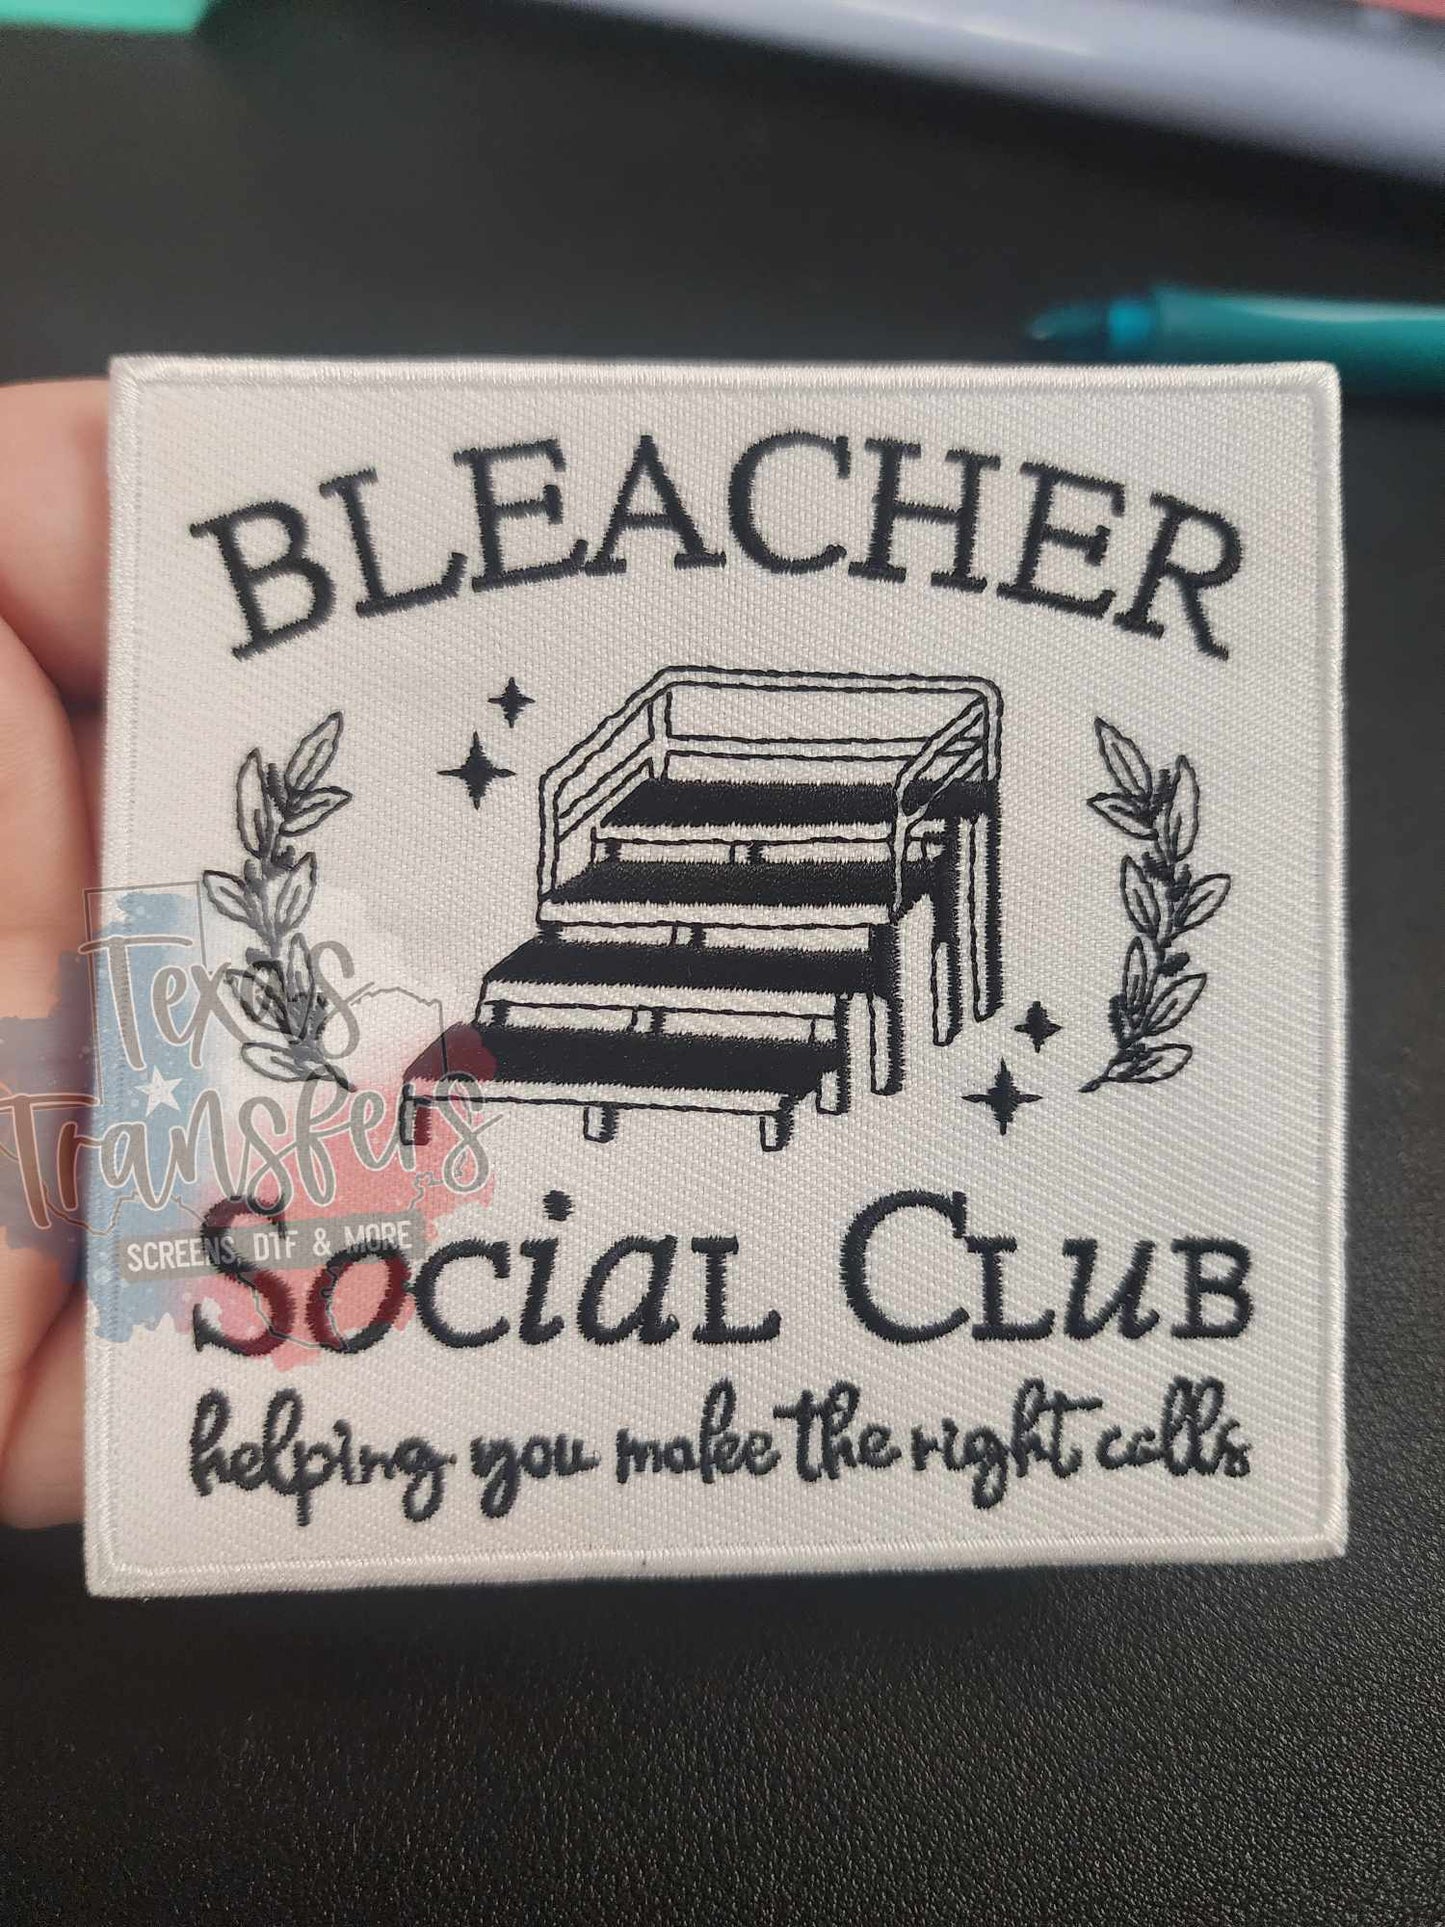 BLEACHER
Texas
Transfers
SCREENS, DTF & MORE
SociaL CLuB
helping you make the right calls